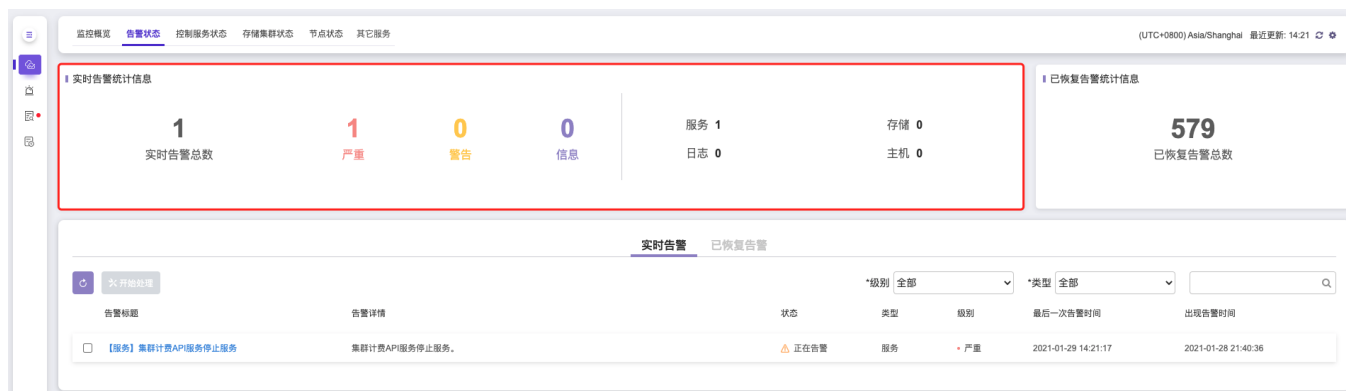 监控概览 告警状态 控制服务状态 存储集群状态 节点状态 其它服务 (UTC+0800) Asia/Shanghai 最近更新: 14:21
实时告警统计信息 已恢复告警统计信息
1 1 0 0 服务 1 存储 0 579
实时告警总数 严重 警告 信息 日志 0 主机 0 已恢复告警总数
实时告警 已恢复告警
开始处理 *级别 全部 *类型 全部
告警标题 告警详情 状态 类型 级别 最后一次告警时间 出现告警时间
【服务】集群计费API服务停止服务 集群计费API服务停止服务。 正在告警 服务 严重 2021-01-29 14:21:17 2021-01-28 21:40:36